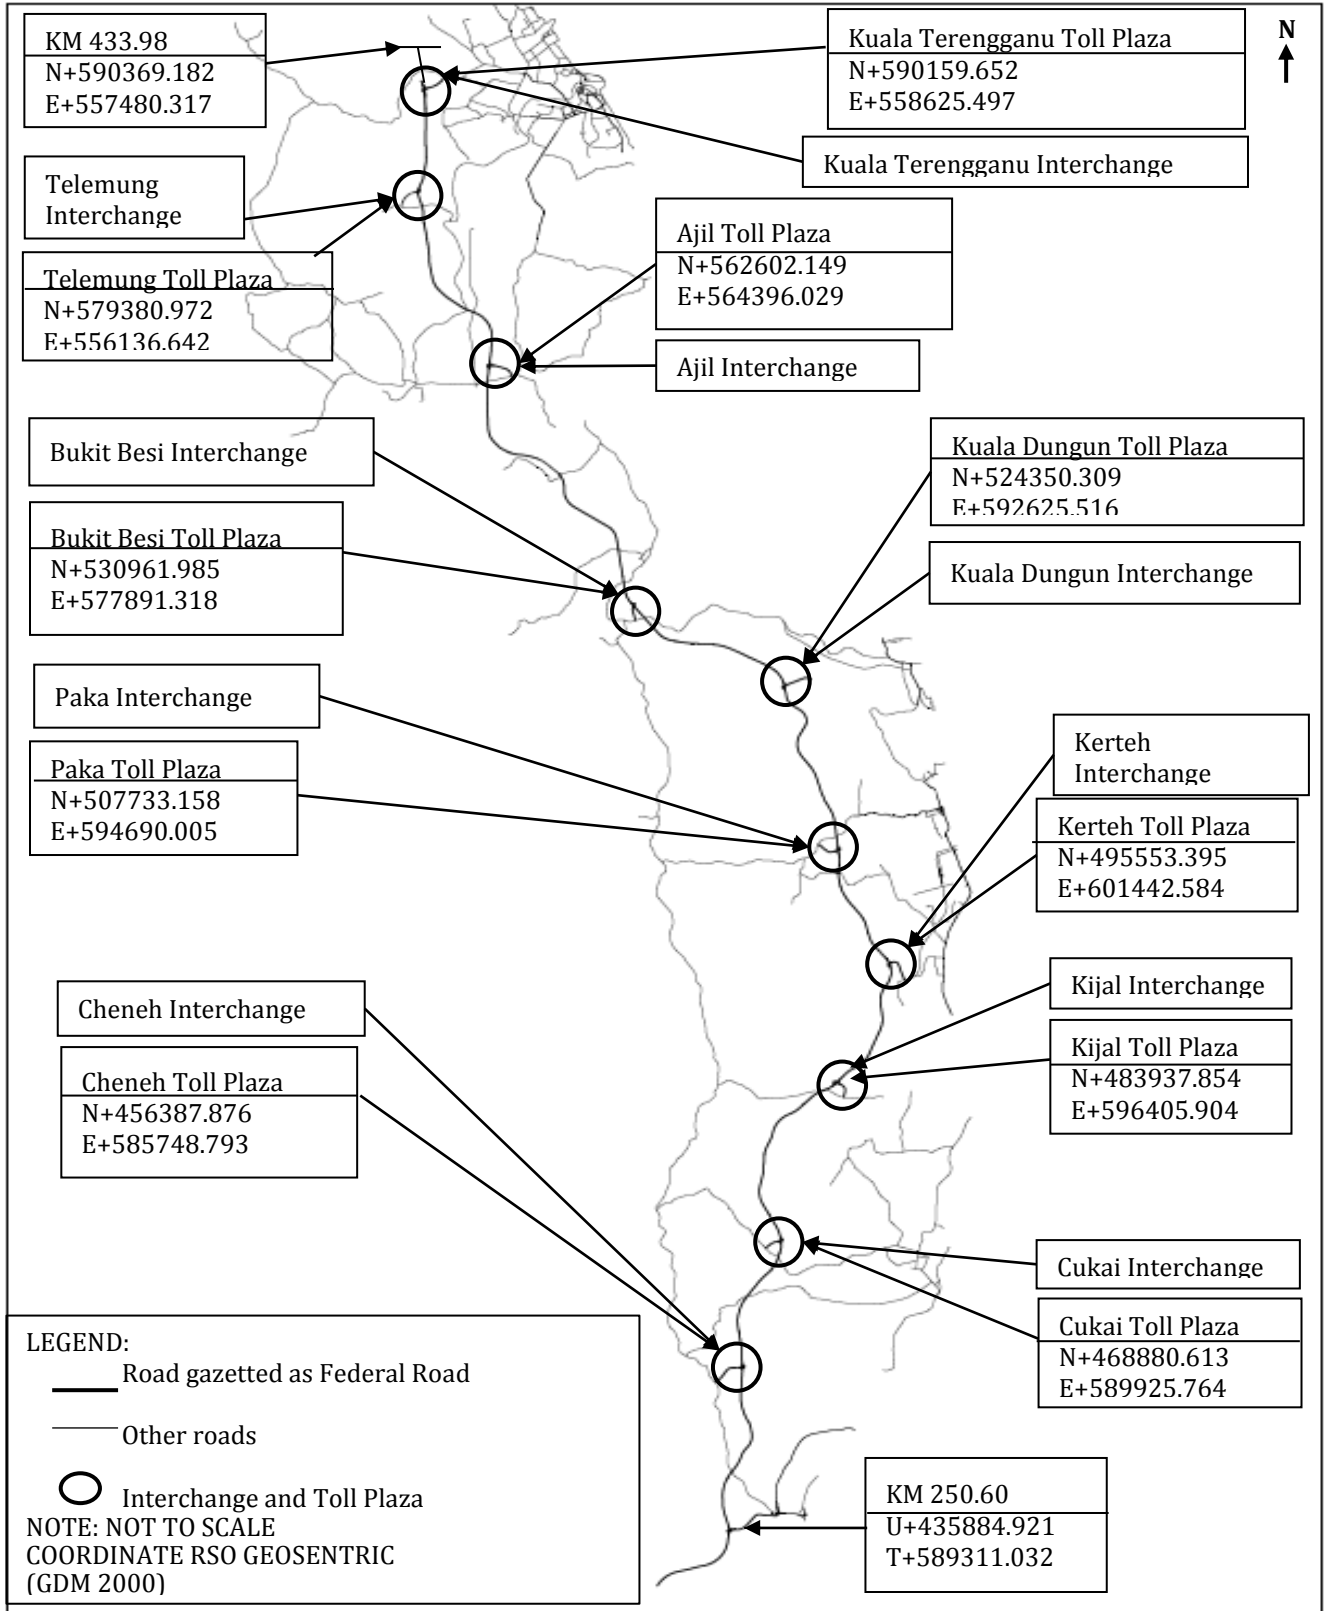 KM 433.98
N+590369.182
E+557480.317
Kuala Terengganu Toll Plaza
N+590159.652
E+558625.497
N
Kuala Terengganu Interchange
Telemung
Interchange
Telemung Toll Plaza
N+579380.972
E+556136.642
Ajil Toll Plaza
N+562602.149
E+564396.029
Ajil Interchange
Bukit Besi Interchange
Kuala Dungun Toll Plaza
N+524350.309
E+592625.516
Bukit Besi Toll Plaza
N+530961.985
E+577891.318
Kuala Dungun Interchange
Paka Interchange
Kerteh
Interchange
Paka Toll Plaza
N+507733.158
E+594690.005
Kerteh Toll Plaza
N+495553.395
E+601442.584
Cheneh Interchange
Kijal Interchange
Cheneh Toll Plaza
N+456387.876
E+585748.793
Kijal Toll Plaza
N+483937.854
E+596405.904
Cukai Interchange
Cukai Toll Plaza
N+468880.613
E+589925.764
LEGEND:
Road gazetted as Federal Road
Other roads
Interchange and Toll Plaza
NOTE: NOT TO SCALE
COORDINATE RSO GEOSENTRIC
(GDM 2000)
KM 250.60
U+435884.921
T+589311.032